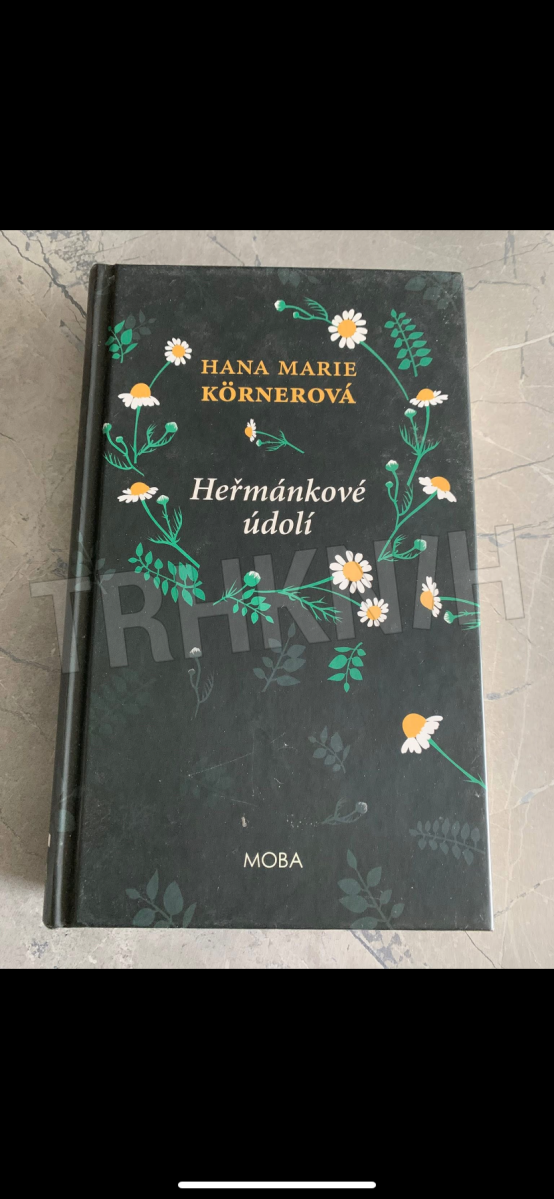 HANA MARIE
KÖRNEROVÁ
Heřmánkové
údolí
TRHKNIH
MOBA